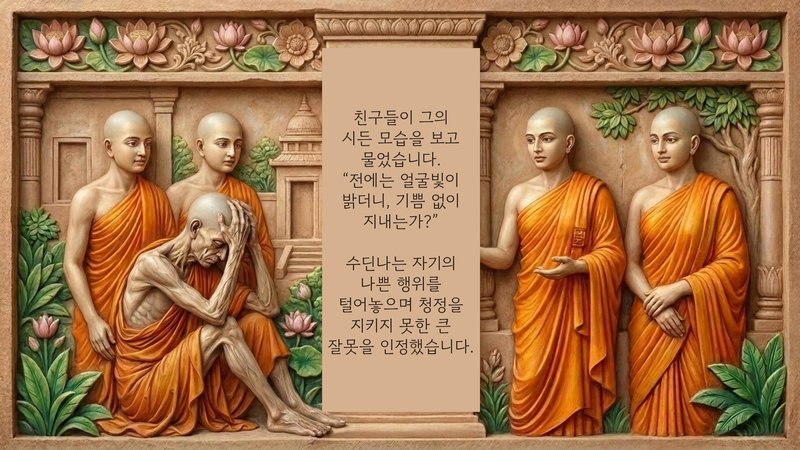 친구들이 그의
시든 모습을 보고
물었습니다.
“전에는 얼굴빛이
밝더니, 기쁨 없이
지내는가?”
수딘나는 자기의
나쁜 행위를
털어놓으며 청정을
지키지 못한 큰
잘못을 인정했습니다.